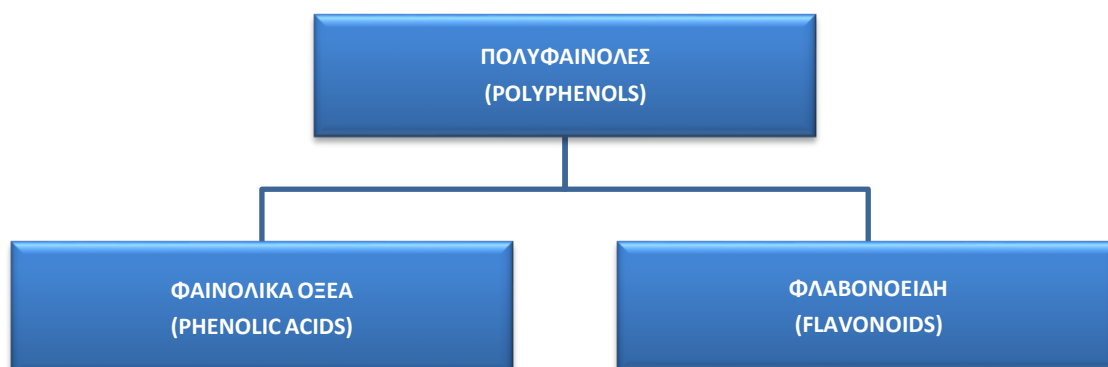 ΠΟΛΥΦΑΙΝΟΛΕΣ
(POLYPHENOLS)
ΦΑΙΝΟΛΙΚΑ ΟΞΕΑ
(PHENOLIC ACIDS)
ΦΛΑΒΟΝΟΕΙΔΗ
(FLAVONOIDS)